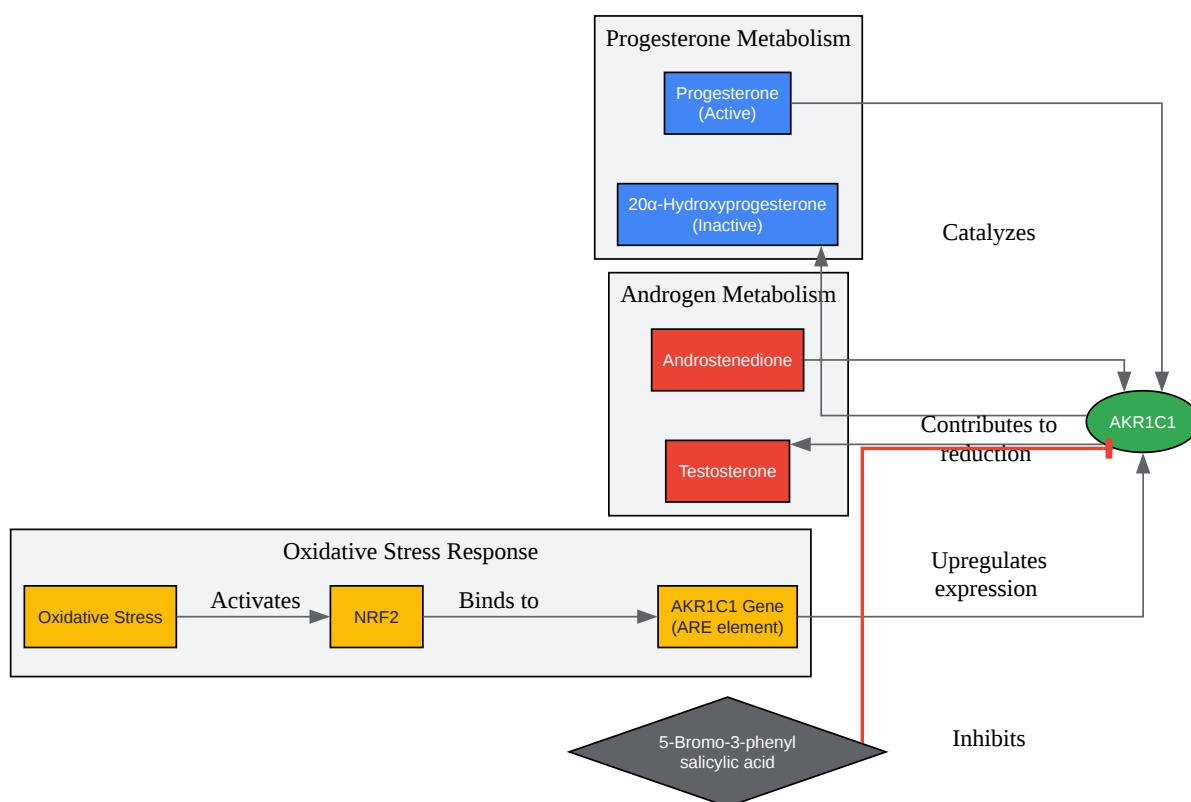 Progesterone Metabolism
Progesterone
(Active)
20α-Hydroxyprogesterone
(Inactive)
Catalyzes
Androgen Metabolism
Androstenedione
AKR1C1
Contributes to
reduction
Testosterone
Oxidative Stress Response
Upregulates
expression
Oxidative Stress
Activates
NRF2
Binds to
AKR1C1 Gene
(ARE element)
5-Bromo-3-phenyl
salicylic acid
Inhibits